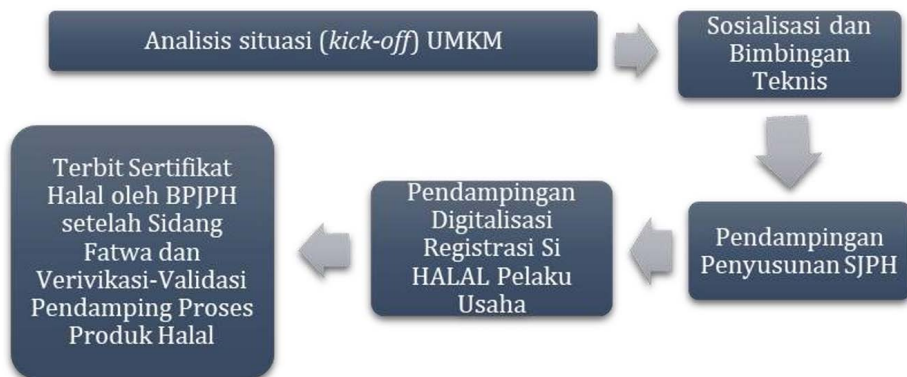 Analisis situasi (kick-off) UMKM
Sosialisasi dan
Bimbingan
Teknis
Pendampingan
Penyusunan SJPH
Pendampingan
Digitalisasi
Registrasi Si
HALAL Pelaku
Usaha
Terbit Sertifikat
Halal oleh BPJPH
setelah Sidang
Fatwa dan
Verivikasi-Validasi
Pendamping Proses
Produk Halal